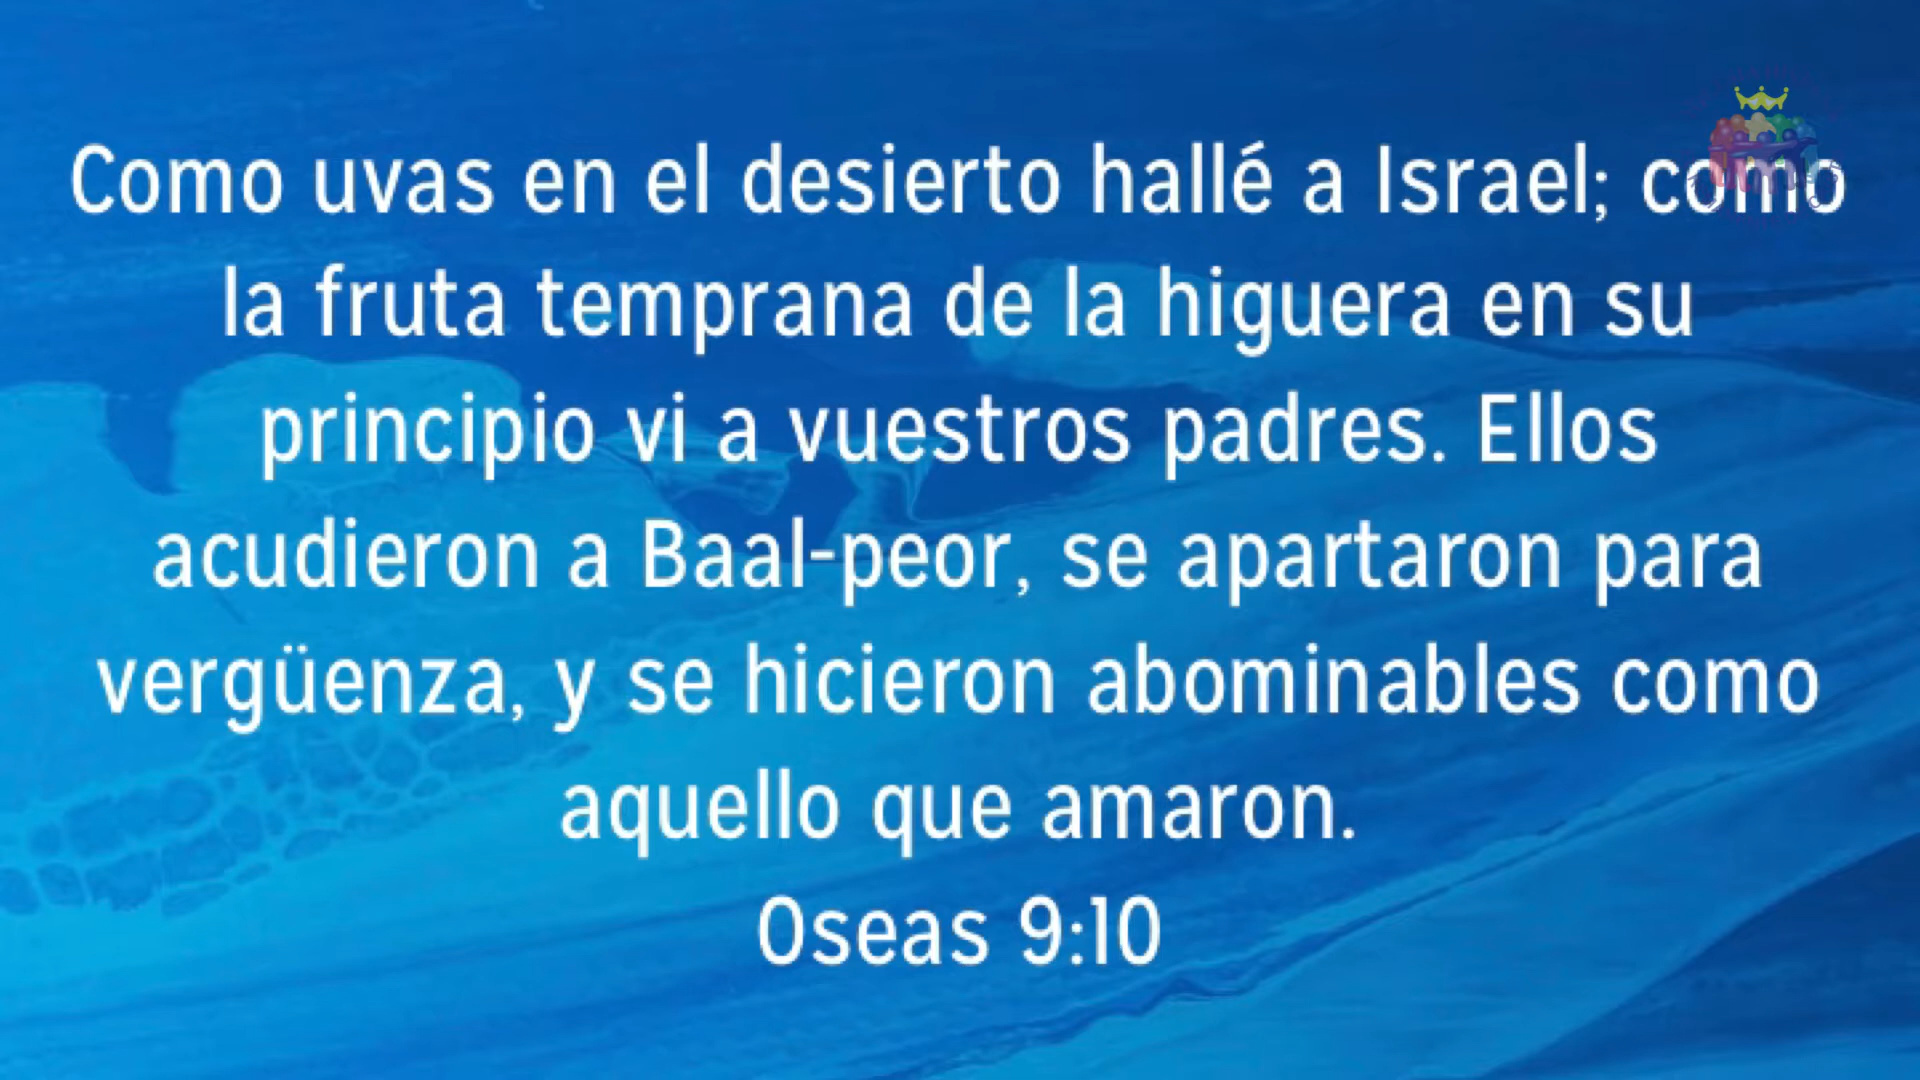 Como uvas en el desierto hallé a Israel; como
la fruta temprana de la higuera en su
principio vi a vuestros padres. Ellos
acudieron a Baal-peor, se apartaron para
vergüenza, y se hicieron abominables como
aquello que amaron.
Oseas 9:10